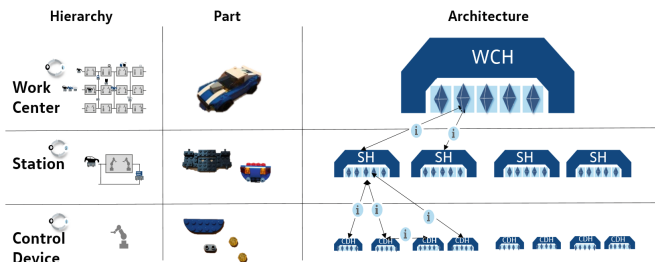 Hierarchy Part Architecture
WCH
Work
Center
i i
Station
SH SH SH SH
i i
i
i
Control
Device
CDH CDH CDH CDH CDH CDH CDH CDH